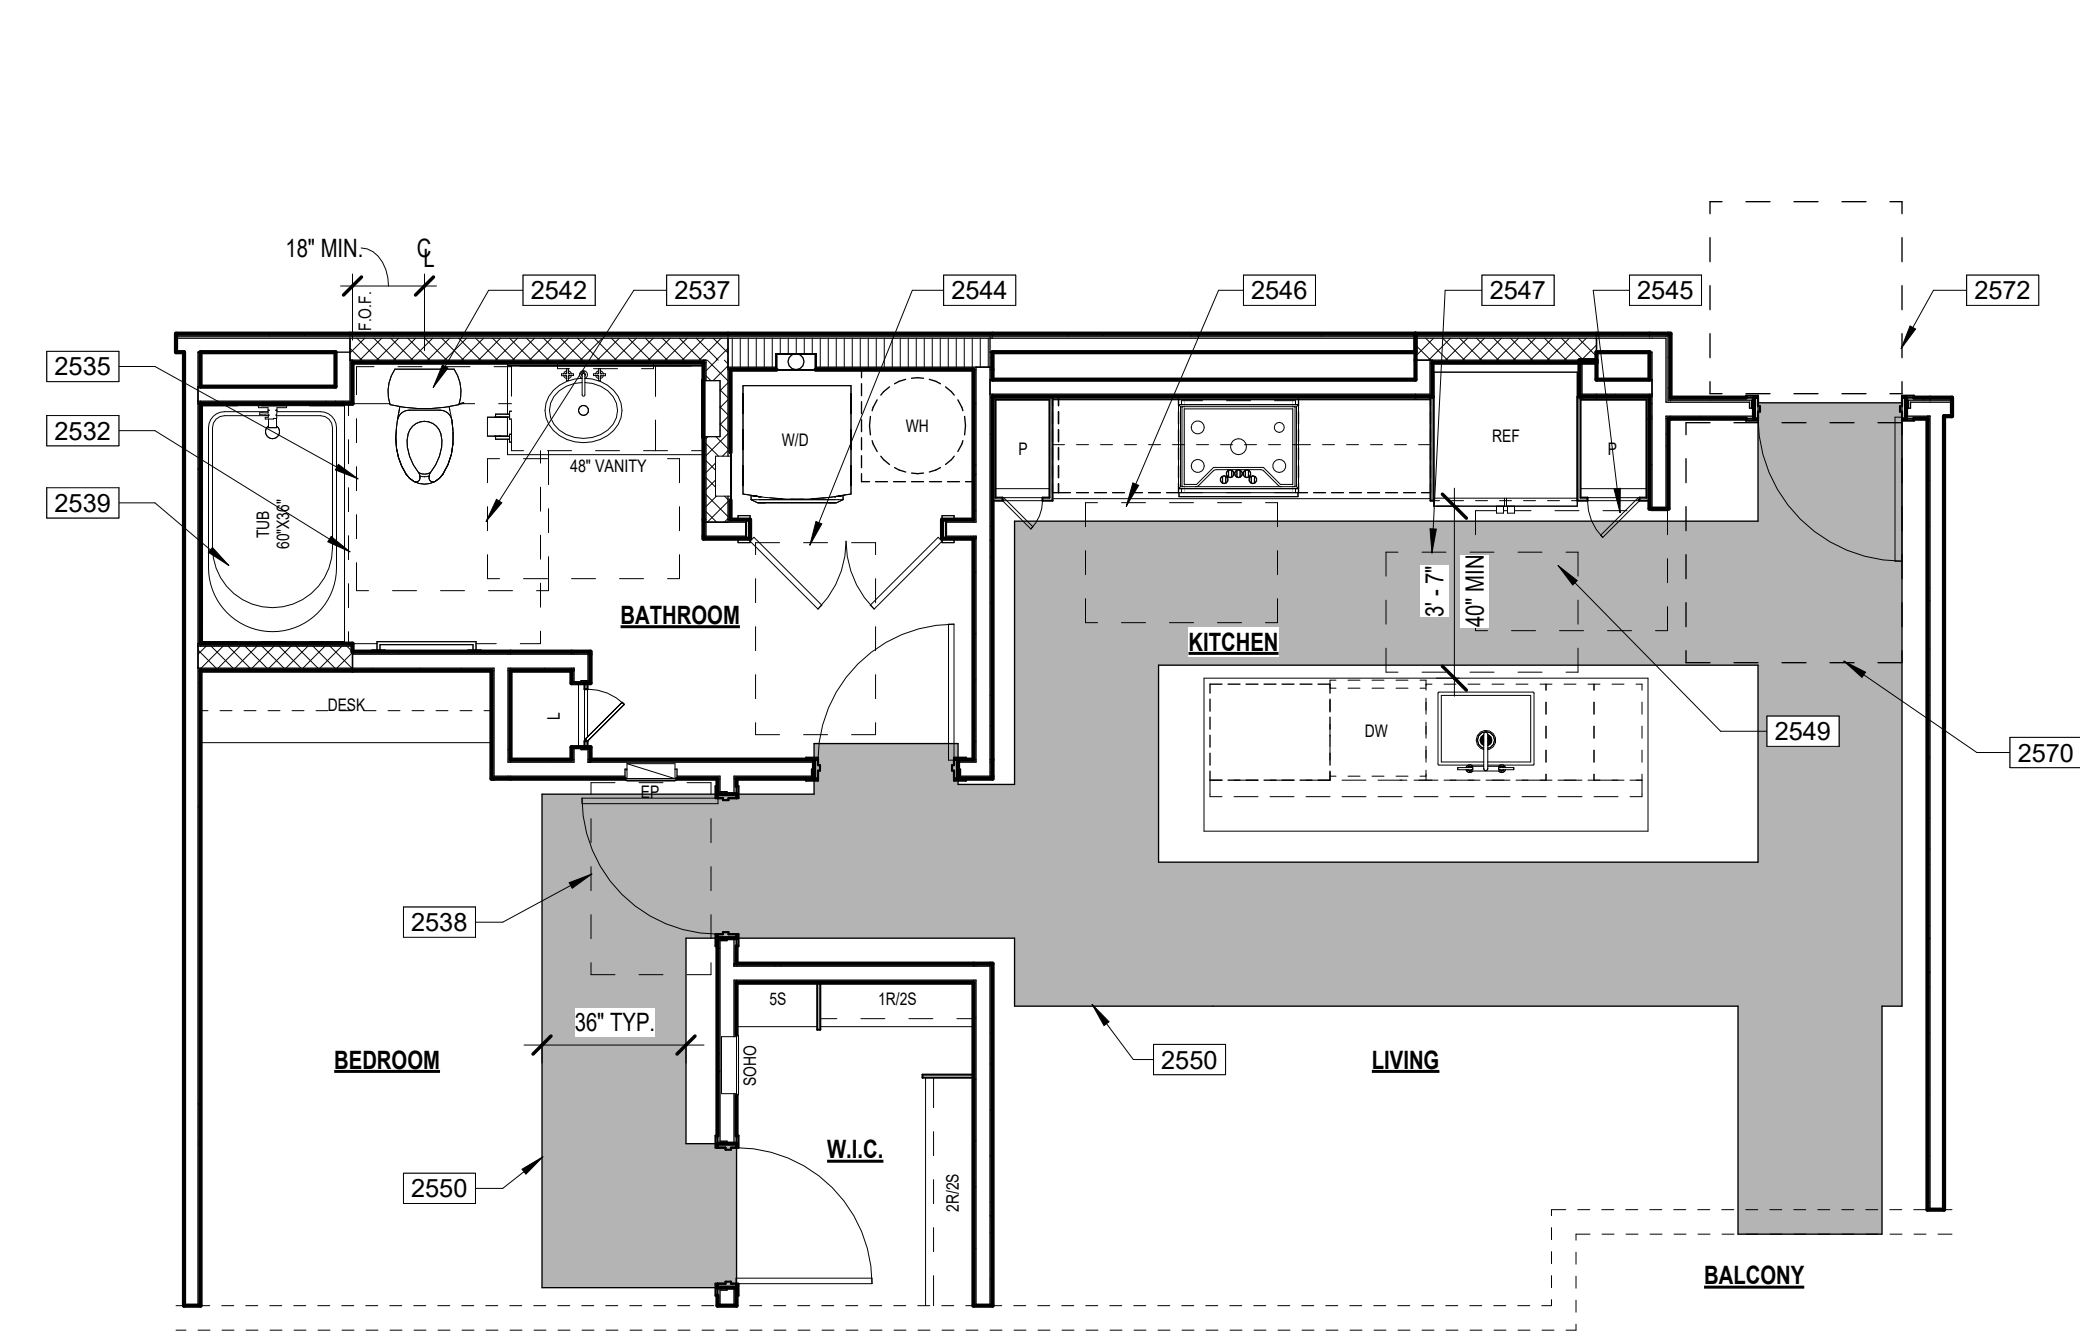 18" MIN.
C L
F.O.F.
2542
2537
2544
2546
2547
2545
2572
2535
2532
2539
TUB
60"X36"
48" VANITY
W/D
WH
P
REF
P
BATHROOM
KITCHEN
3' - 7"
40" MIN
DESK
L
DW
2549
2570
EP
2538
5S
1R/2S
36" TYP.
SOHO
BEDROOM
2550
LIVING
W.I.C.
2R/2S
2550
BALCONY